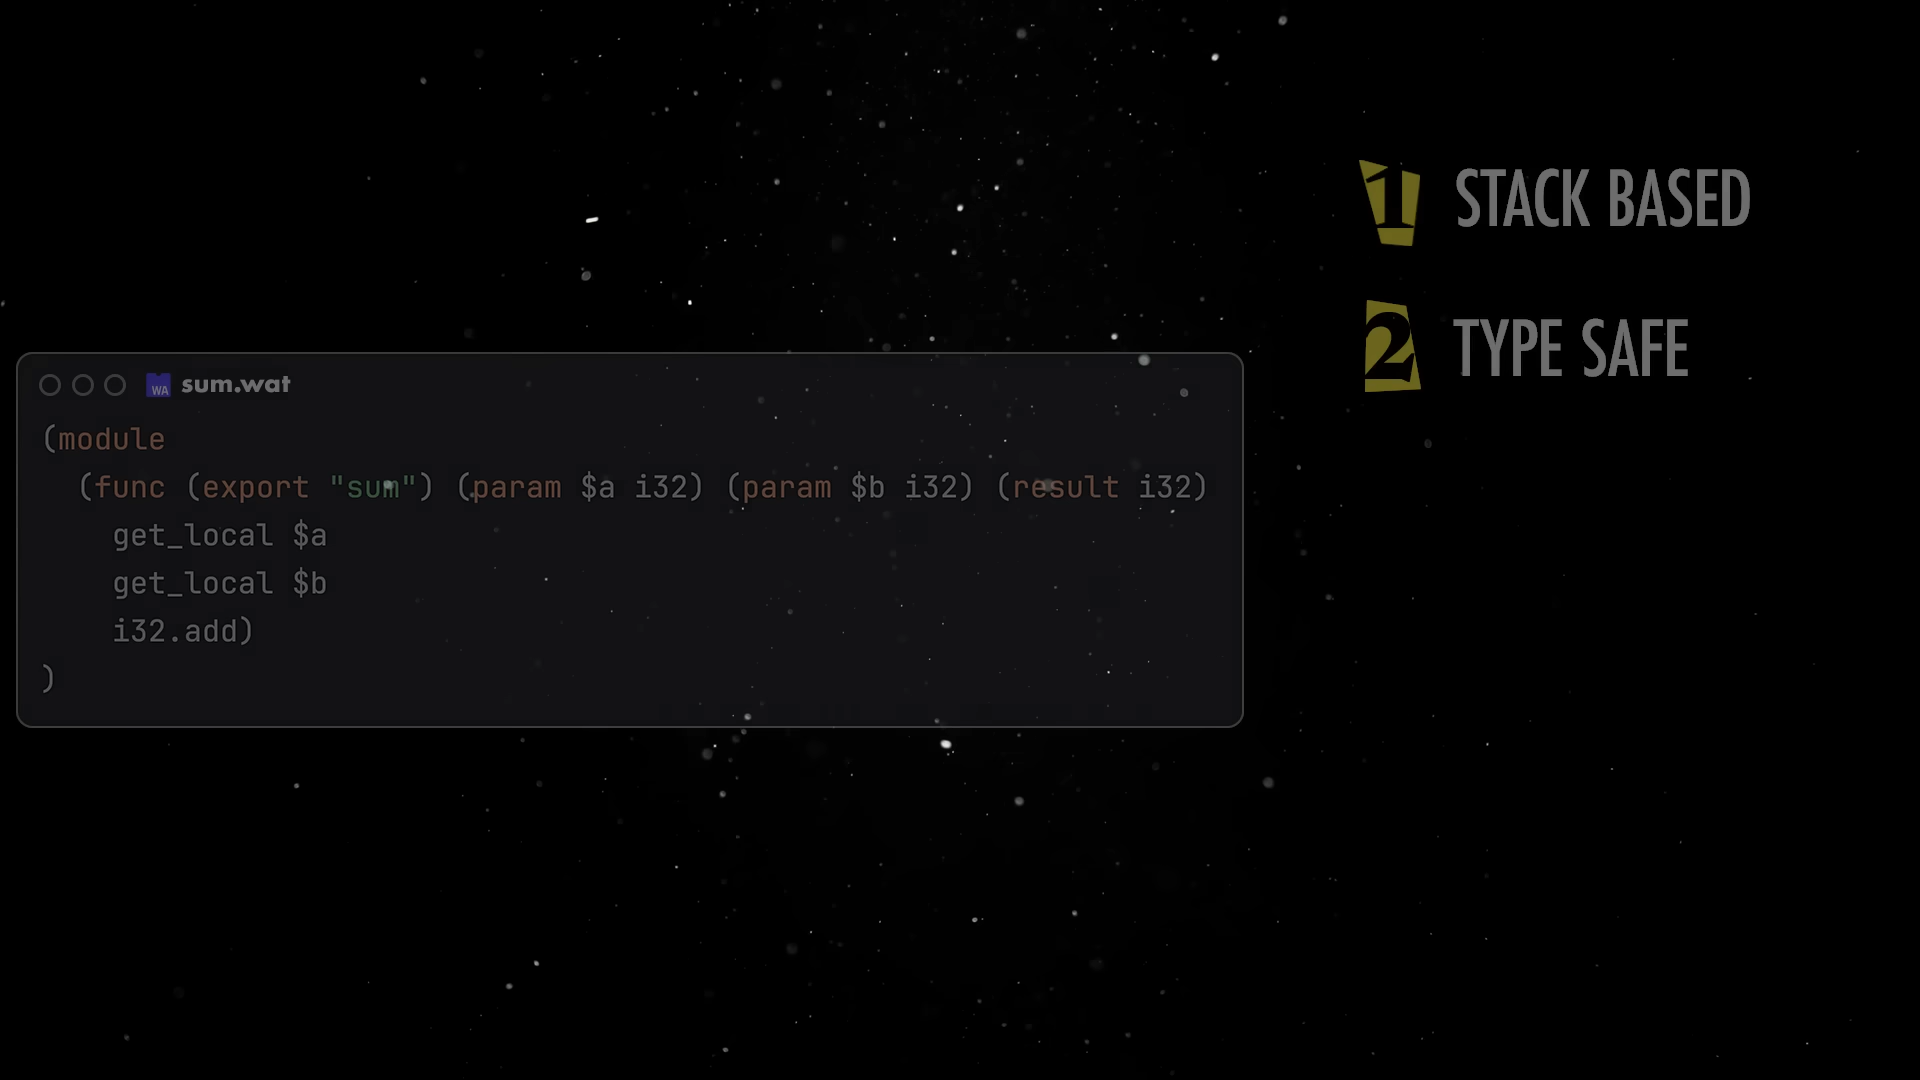 WA sum.wat
(module
  (func (export "sum") (param $a i32) (param $b i32) (result i32)
    get_local $a
    get_local $b
    i32.add)
)
1 STACK BASED
2 TYPE SAFE